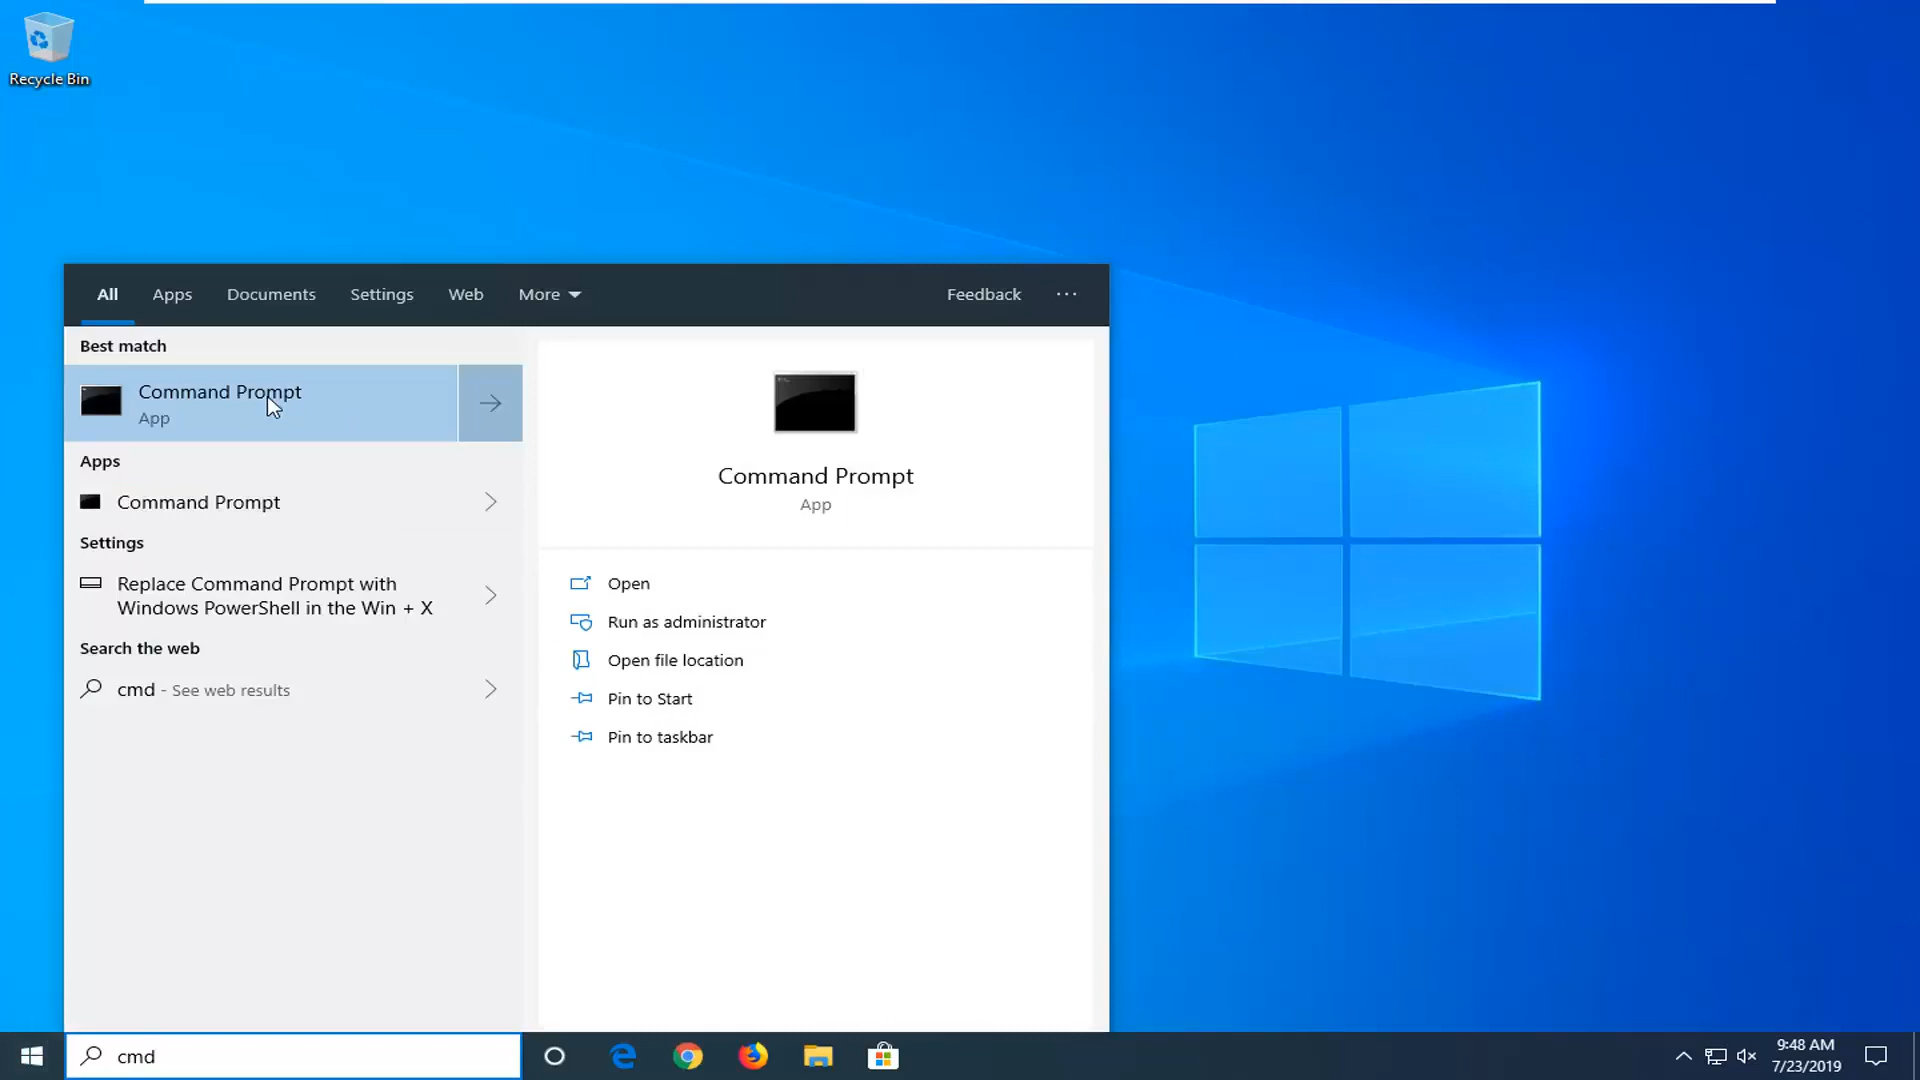 Recycle Bin
All Apps Documents Settings Web More Feedback ...
Best match
Command Prompt
App
Apps
Command Prompt
Settings
Replace Command Prompt with
Windows PowerShell in the Win + X
Search the web
cmd - See web results
Command Prompt
App
Open
Run as administrator
Open file location
Pin to Start
Pin to taskbar
cmd
9:48 AM
7/23/2019